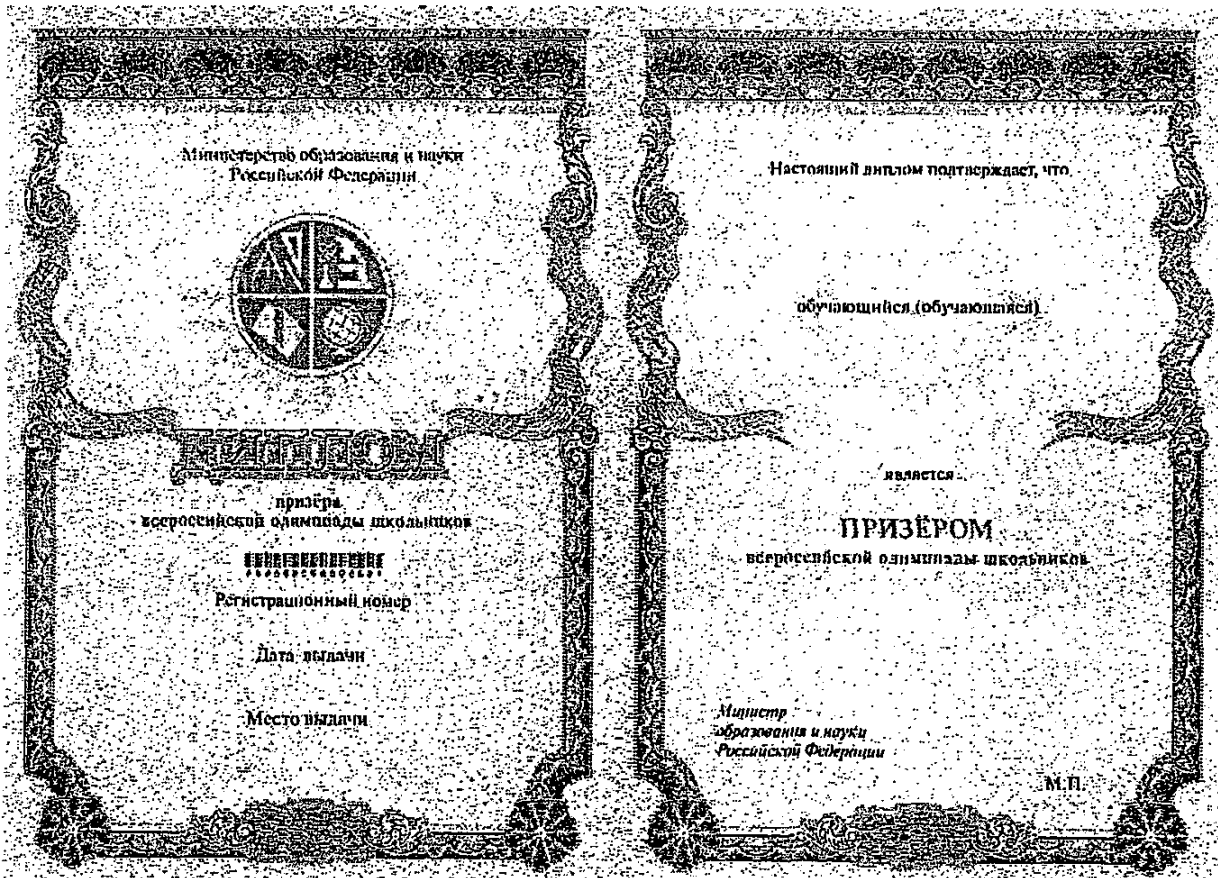 Министерство образования и науки
Российской Федерации
ДИПЛОМ
призёра
всероссийской олимпиады школьников
Регистрационный номер
Дата выдачи
Место выдачи
Настоящий диплом подтверждает, что
обучающийся (обучающаяся)
является
ПРИЗЁРОМ
всероссийской олимпиады школьников
Министр
образования и науки
Российской Федерации
М.П.